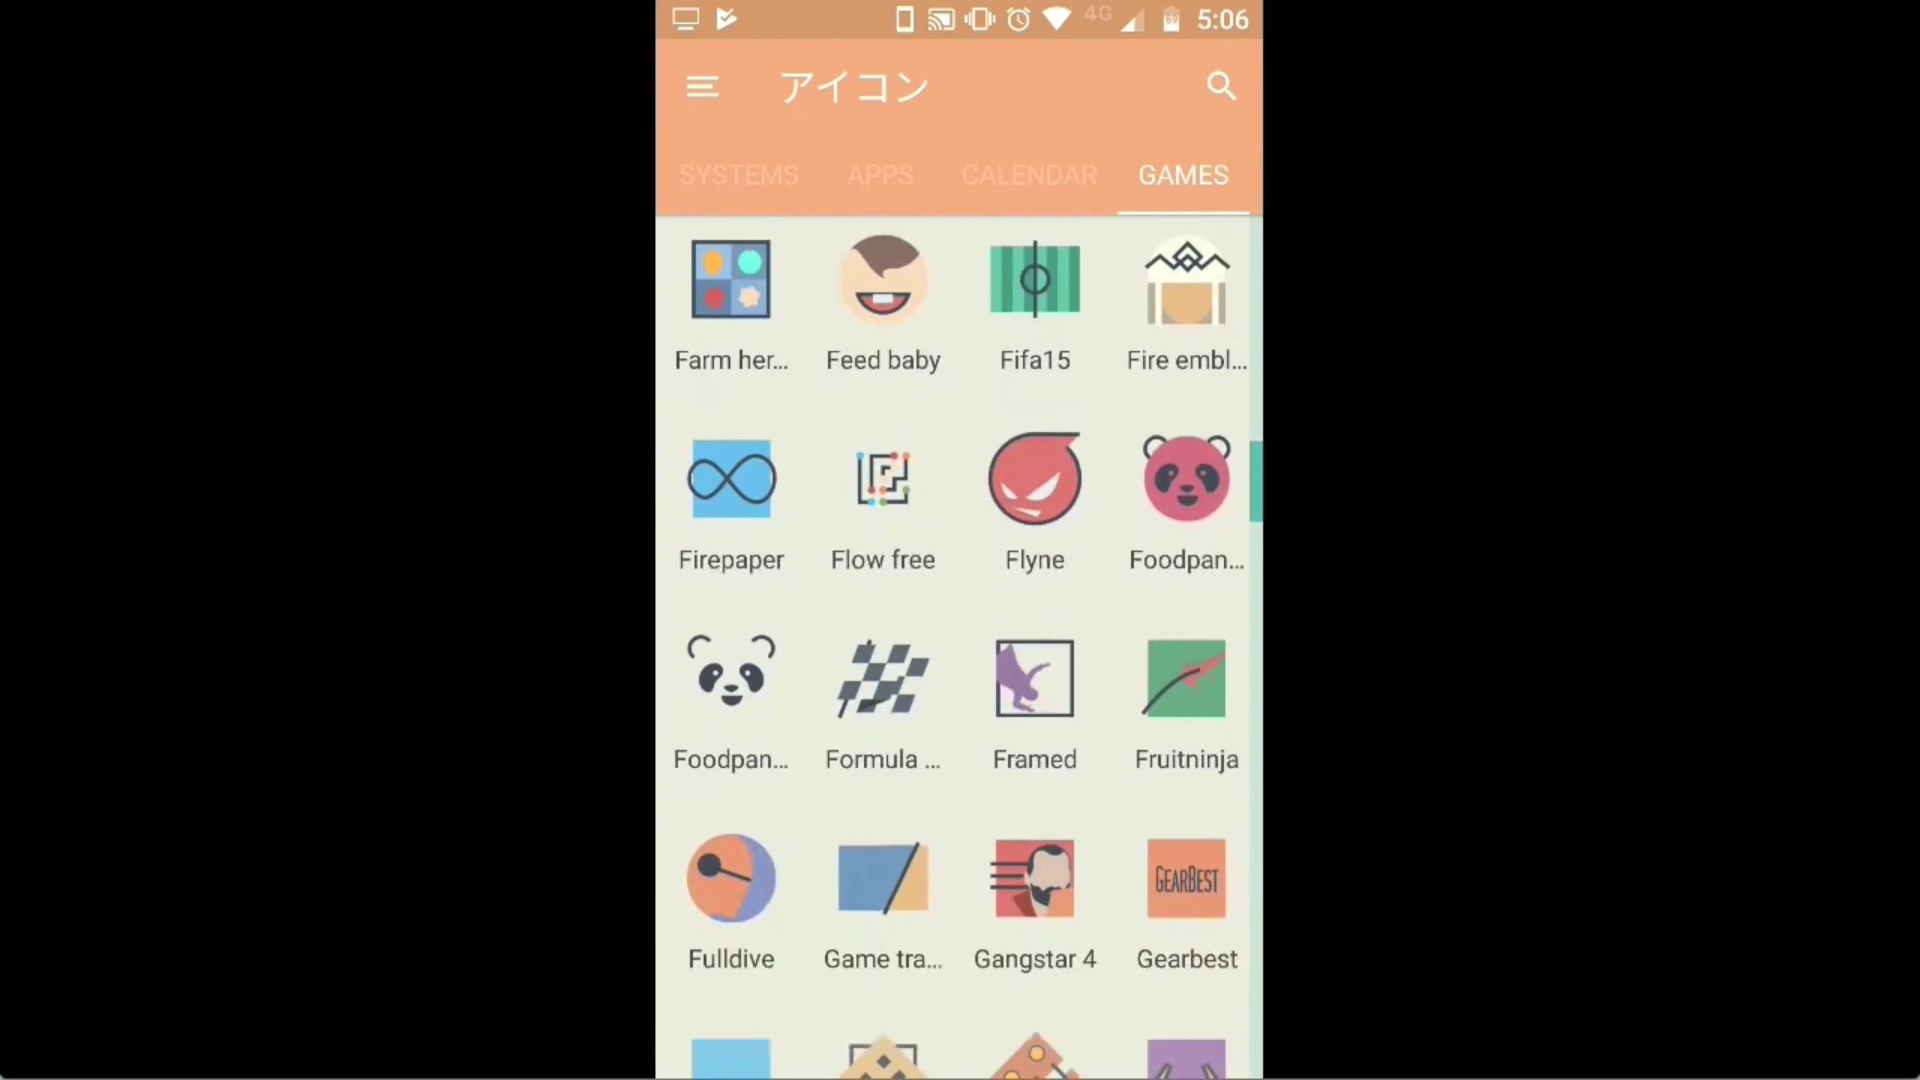 4G 5:06
アイコン
SYSTEMS APPS CALENDAR GAMES
Farm her... Feed baby Fifa15 Fire embl...
Firepaper Flow free Flyne Foodpan...
Foodpan... Formula ... Framed Fruitninja
GEARBEST
Fulldive Game tra... Gangstar 4 Gearbest